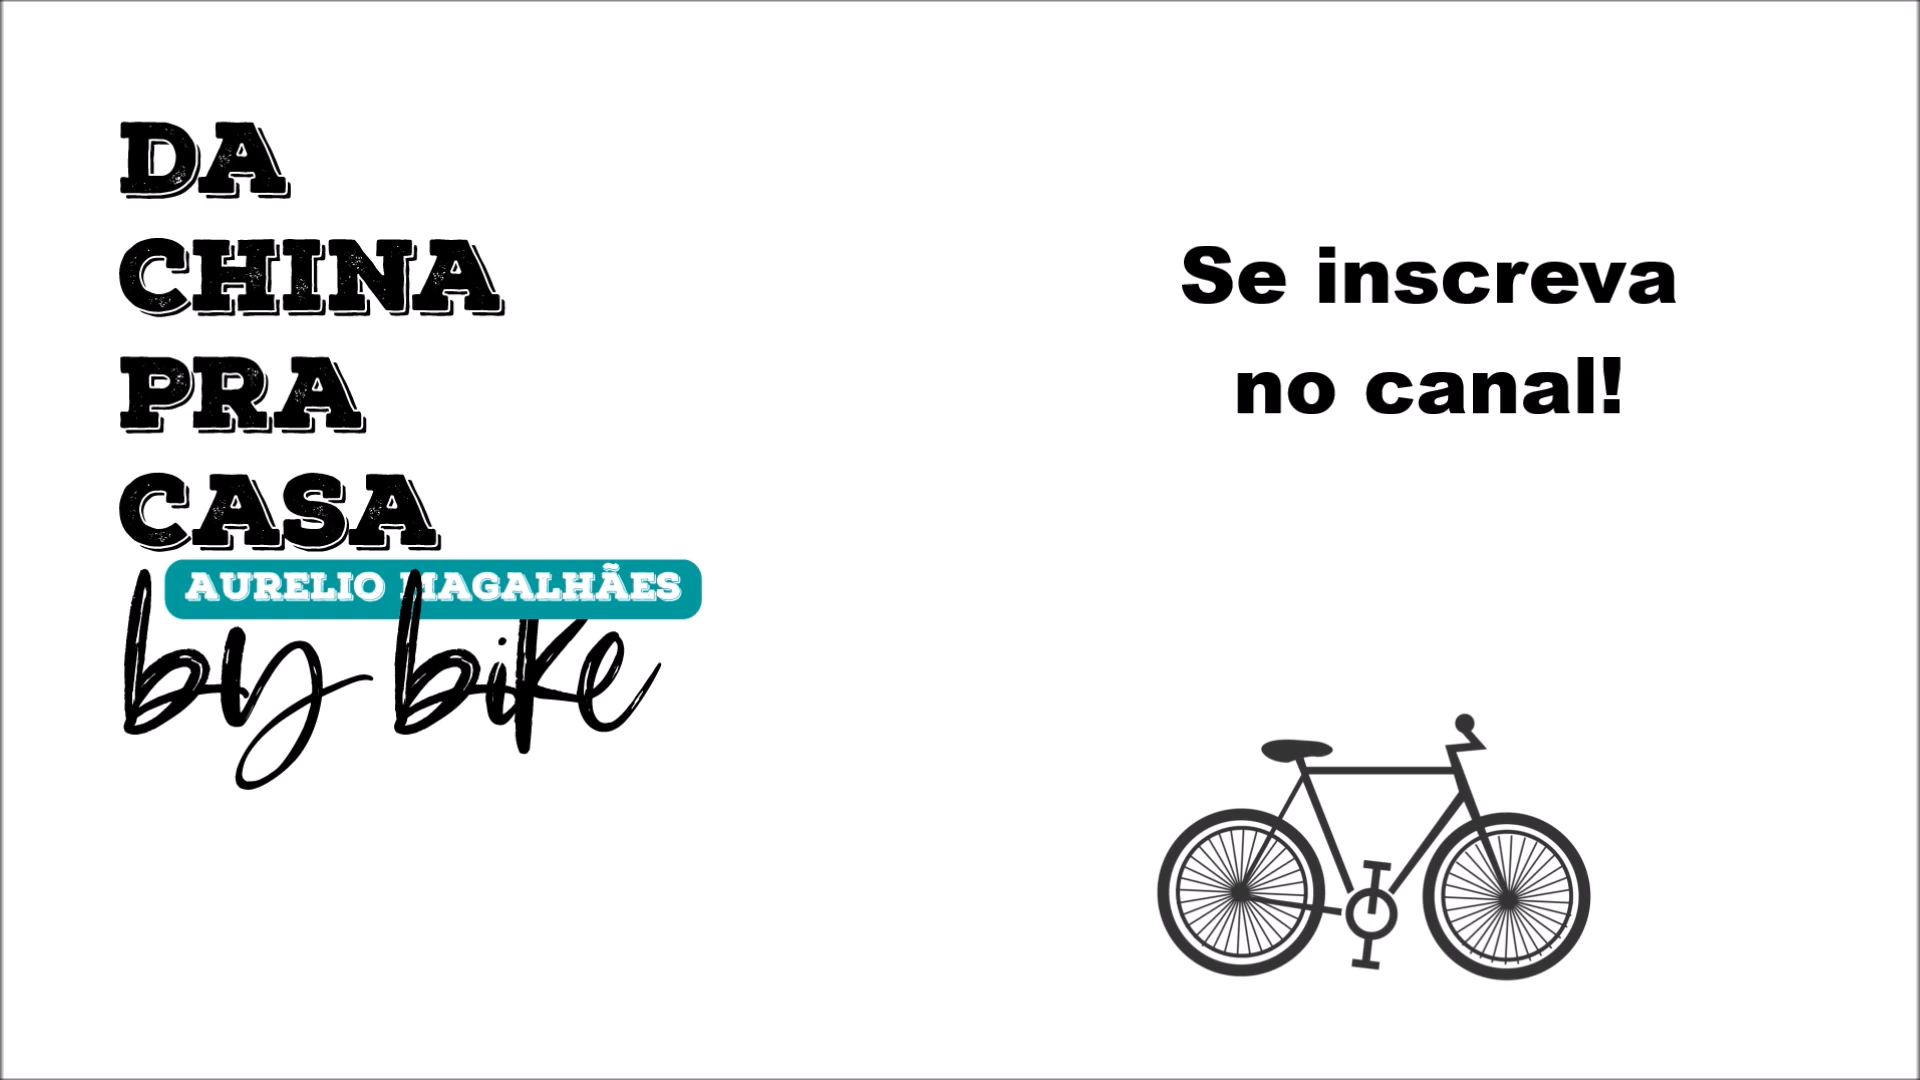 DA
CHINA
PRA
CASA
AURELIO MAGALHÃES
by bike
Se inscreva
no canal!